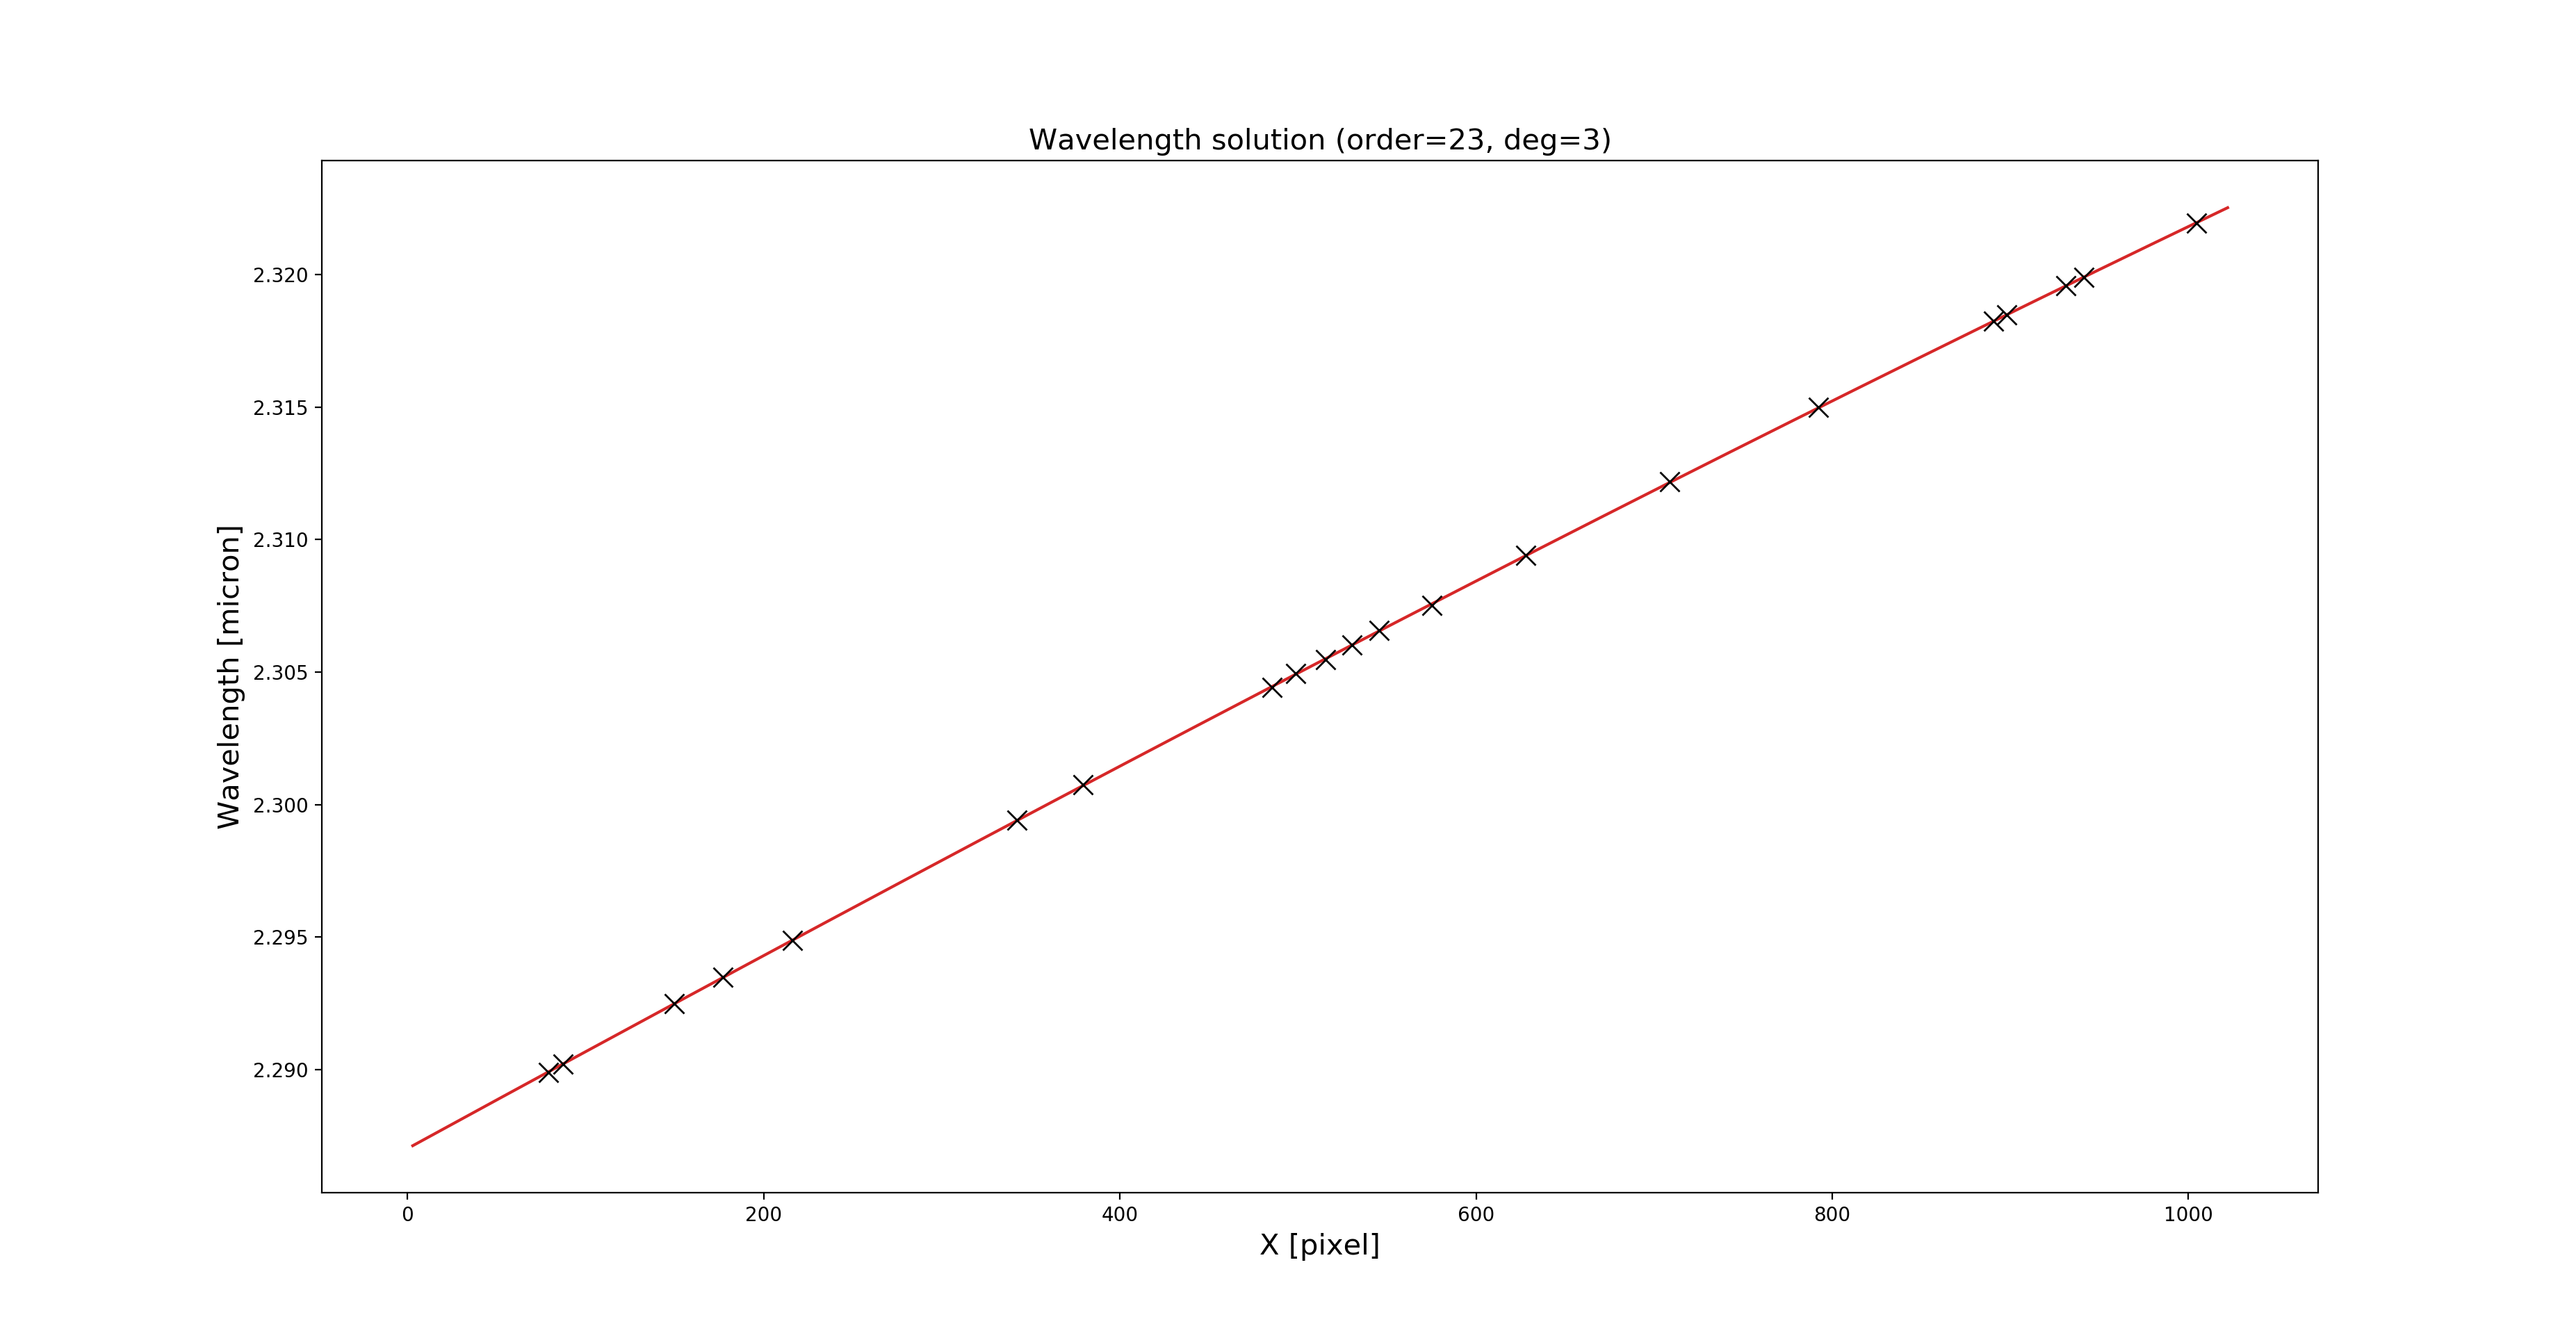 Wavelength solution (order=23, deg=3)
2.320
2.315
2.310
2.305
2.300
2.295
2.290
Wavelength [micron]
0 200 400 600 800 1000
X [pixel]